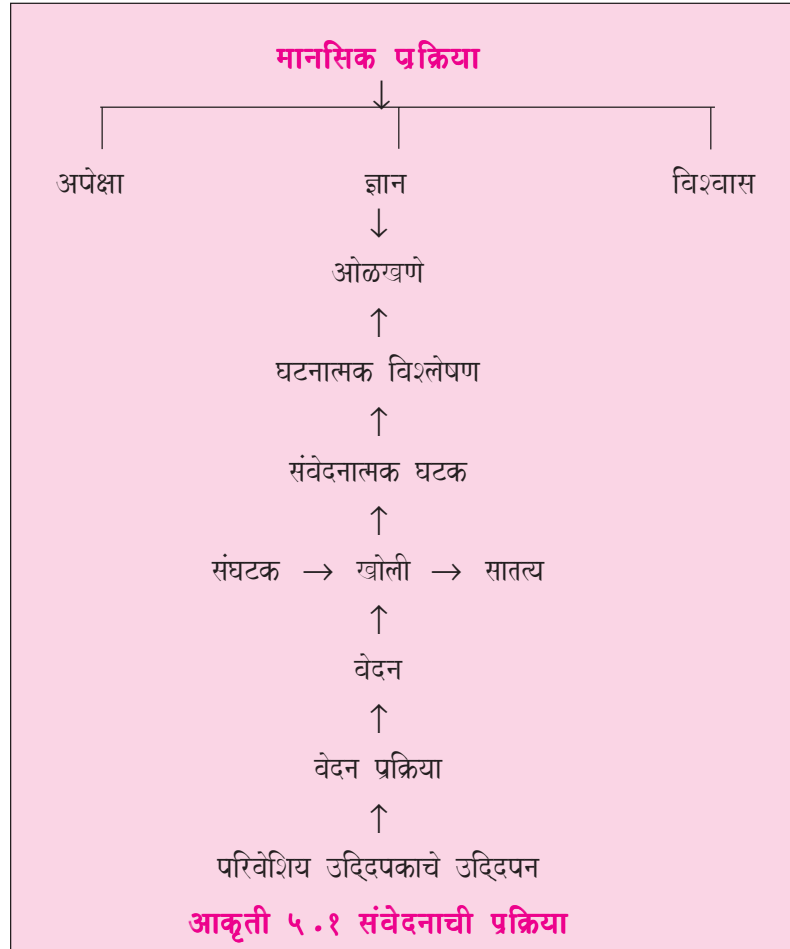 मानसिक प्रक्रिया
↓
अपेक्षा ज्ञान विश्वास
↓
ओळखणे
↑
घटनात्मक विश्लेषण
↑
संवेदनात्मक घटक
↑
संघटक → खोली → सातत्य
↑
वेदन
↑
वेदन प्रक्रिया
↑
परिवेशिय उद्दिपकाचे उद्दिपन
आकृती ५.१ संवेदनाची प्रक्रिया